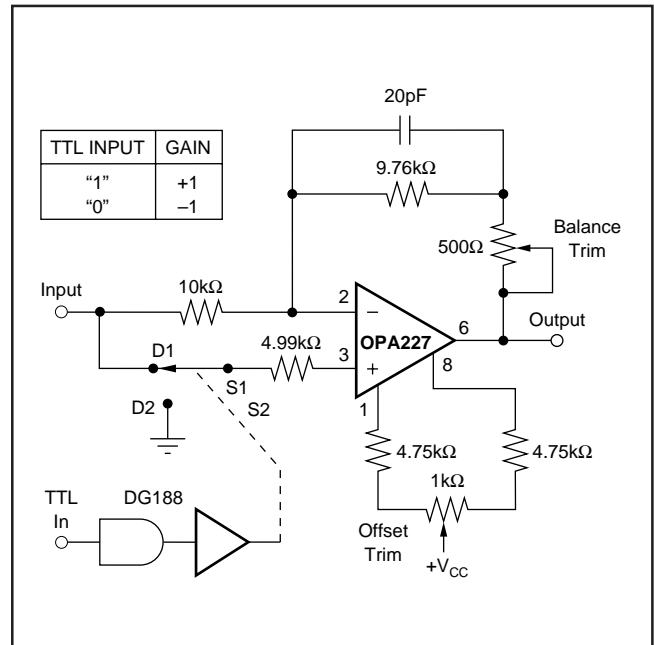 20pF
TTL INPUT GAIN
“1” +1
“0” –1
9.76kΩ
500Ω
Balance
Trim
Input
10kΩ
2
–
OPA227
6
Output
D1
4.99kΩ
3
+
8
S1
S2
D2
1
4.75kΩ
4.75kΩ
1kΩ
TTL
In
DG188
Offset
Trim
+VCC